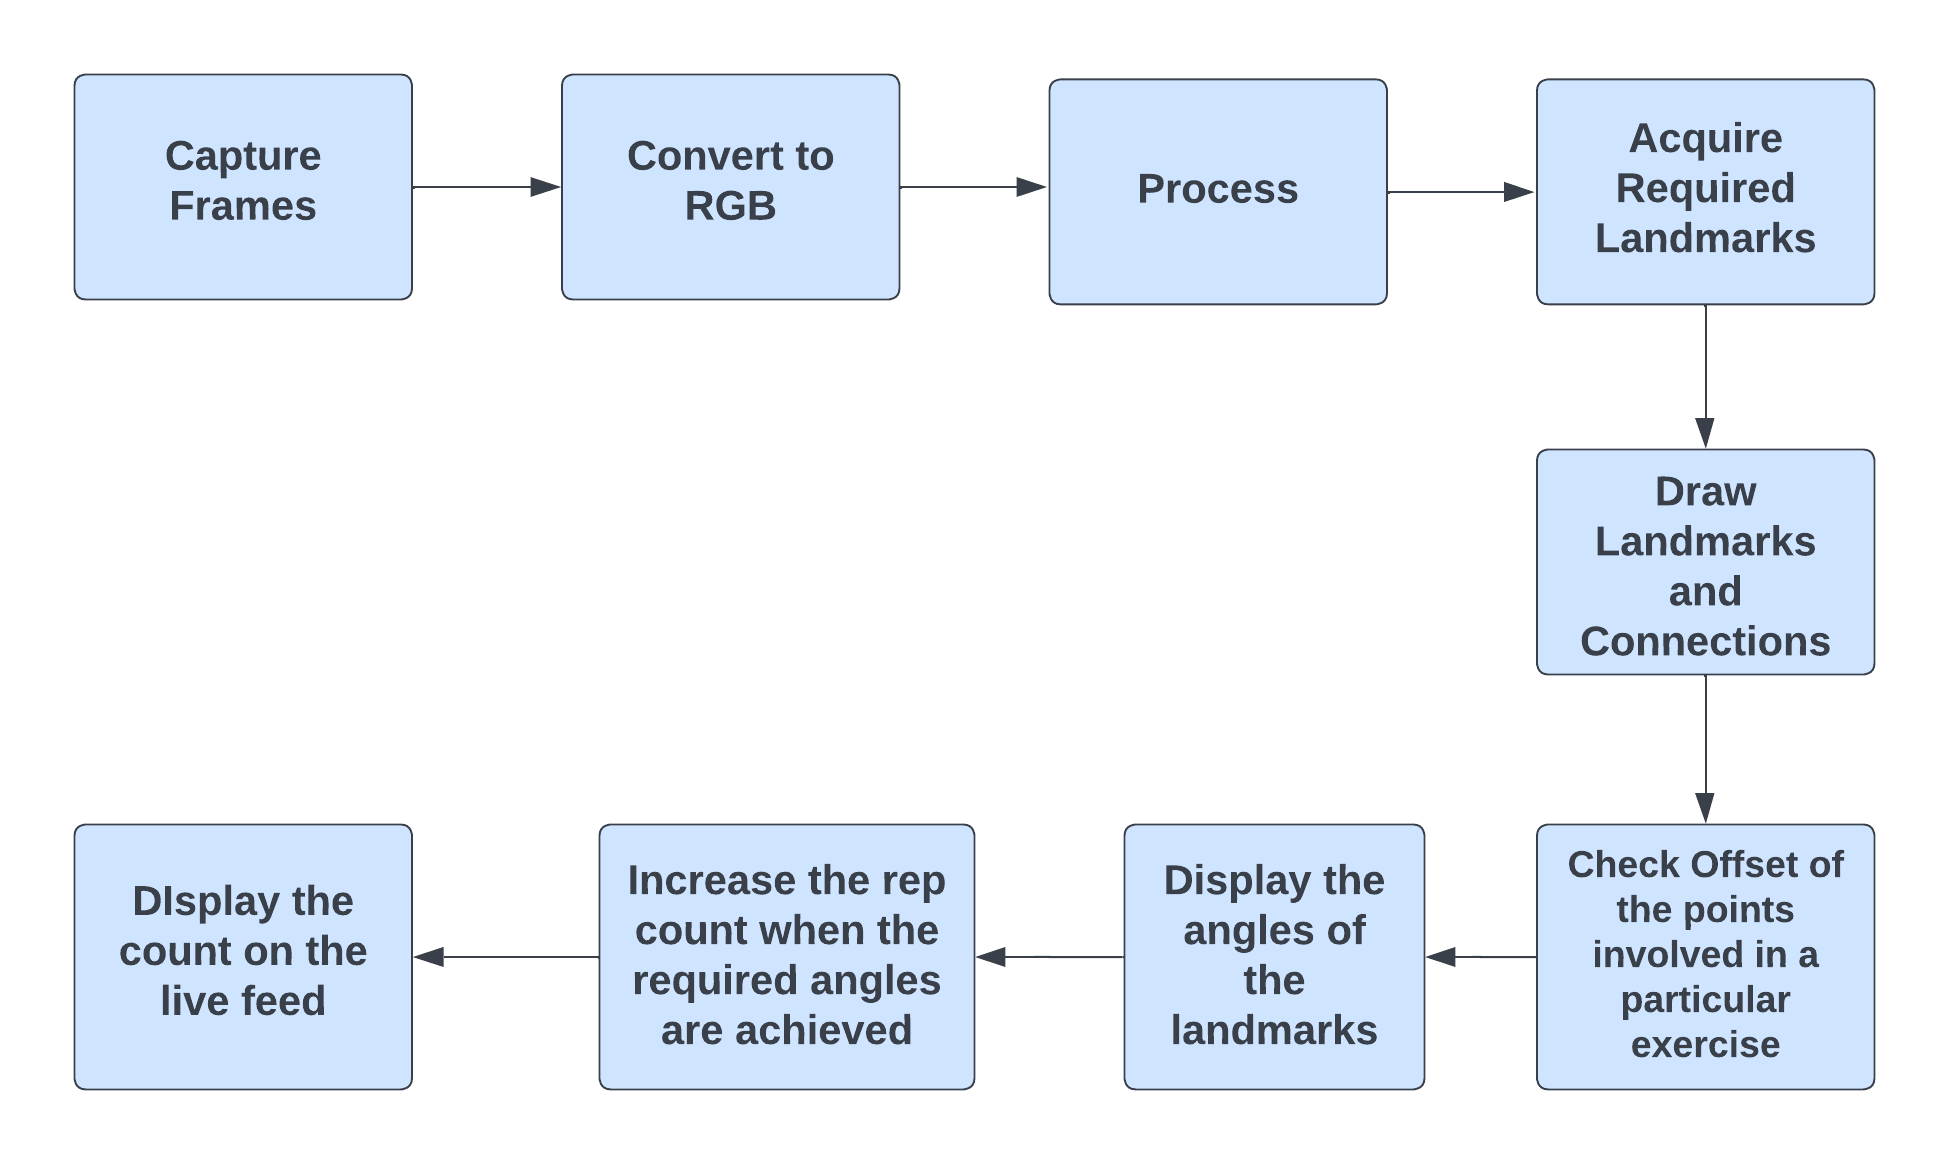 Capture
Frames
Convert to
RGB
Process
Acquire
Required
Landmarks
Draw
Landmarks
and
Connections
Check Offset of
the points
involved in a
particular
exercise
Display the
angles of
the
landmarks
Increase the rep
count when the
required angles
are achieved
DIsplay the
count on the
live feed